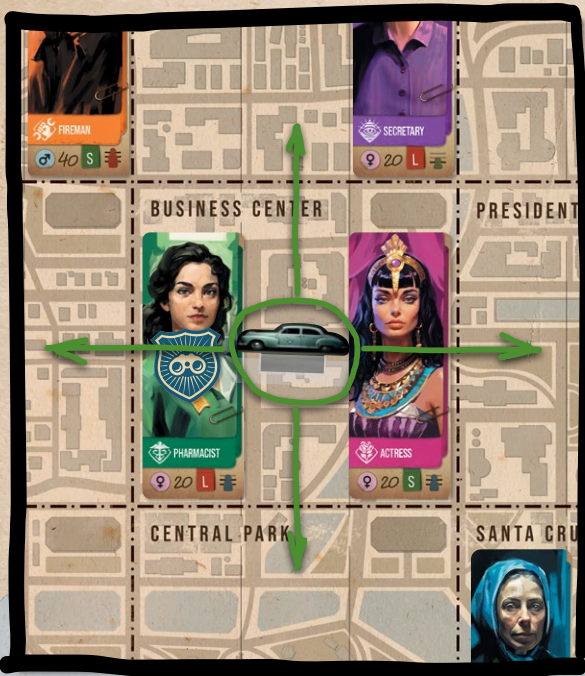 FIREMAN
40 S
SECRETARY
20 L
BUSINESS CENTER
PRESIDENT
PHARMACIST
20 L
ACTRESS
20 S
CENTRAL PARK
SANTA CRU